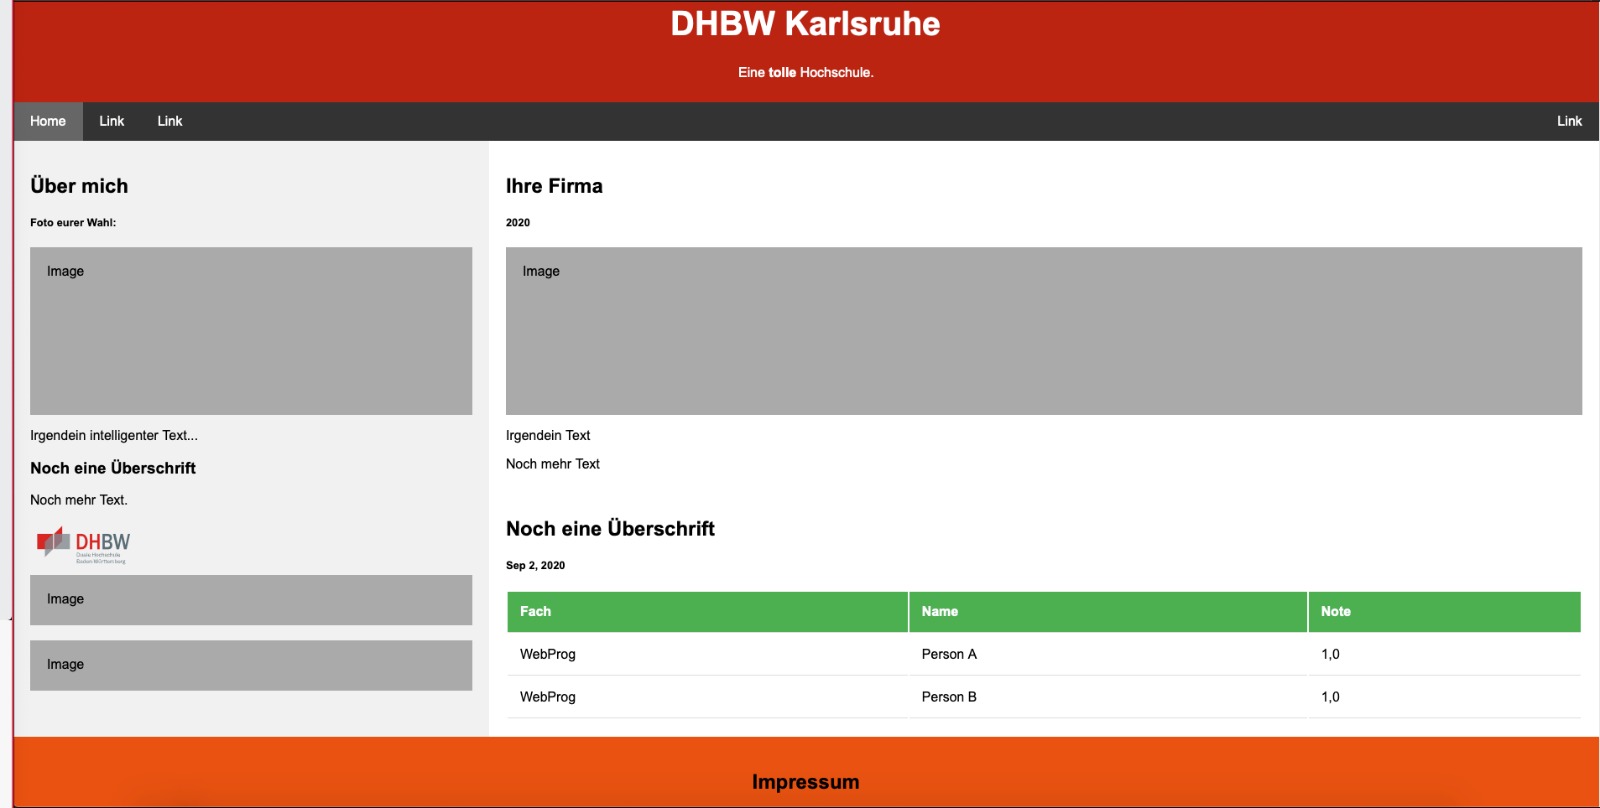 DHBW Karlsruhe
Eine tolle Hochschule.
Home Link Link Link
Über mich
Foto eurer Wahl:
Image
Irgendein intelligenter Text...
Noch eine Überschrift
Noch mehr Text.
DHBW
Duale Hochschule
Baden-Württemberg
Image
Image
Ihre Firma
2020
Image
Irgendein Text
Noch mehr Text
Noch eine Überschrift
Sep 2, 2020
Fach Name Note
WebProg Person A 1,0
WebProg Person B 1,0
Impressum